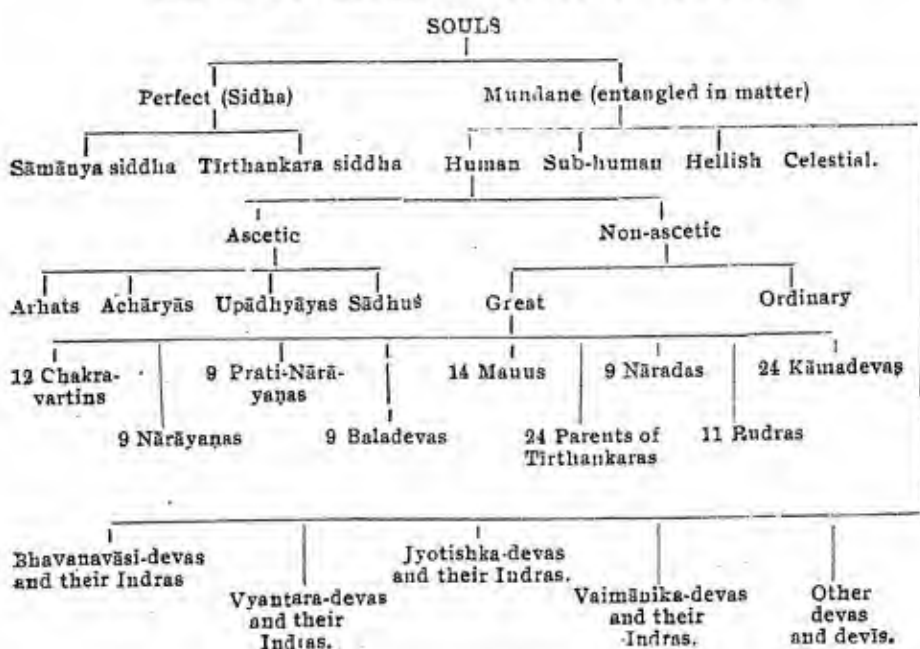 SOULS
Perfect (Sidha)
Mundane (entangled in matter)
Sāmānya siddha
Tīrthankara siddha
Human
Sub-human
Hellish
Celestial.
Ascetic
Non-ascetic
Arhats
Achāryās
Upādhyāyas
Sādhus
Great
Ordinary
12 Chakra-
vartins
9 Prati-Nārā-
yaṇas
14 Manus
9 Nāradas
24 Kāmadevas
9 Nārāyaṇas
9 Baladevas
24 Parents of
Tīrthankaras
11 Rudras
Bhavanavāsi-devas
and their Indras
Jyotishka-devas
and their Indras.
Vyantara-devas
and their
Indras.
Vaimānika-devas
and their
Indras.
Other
devas
and devīs.